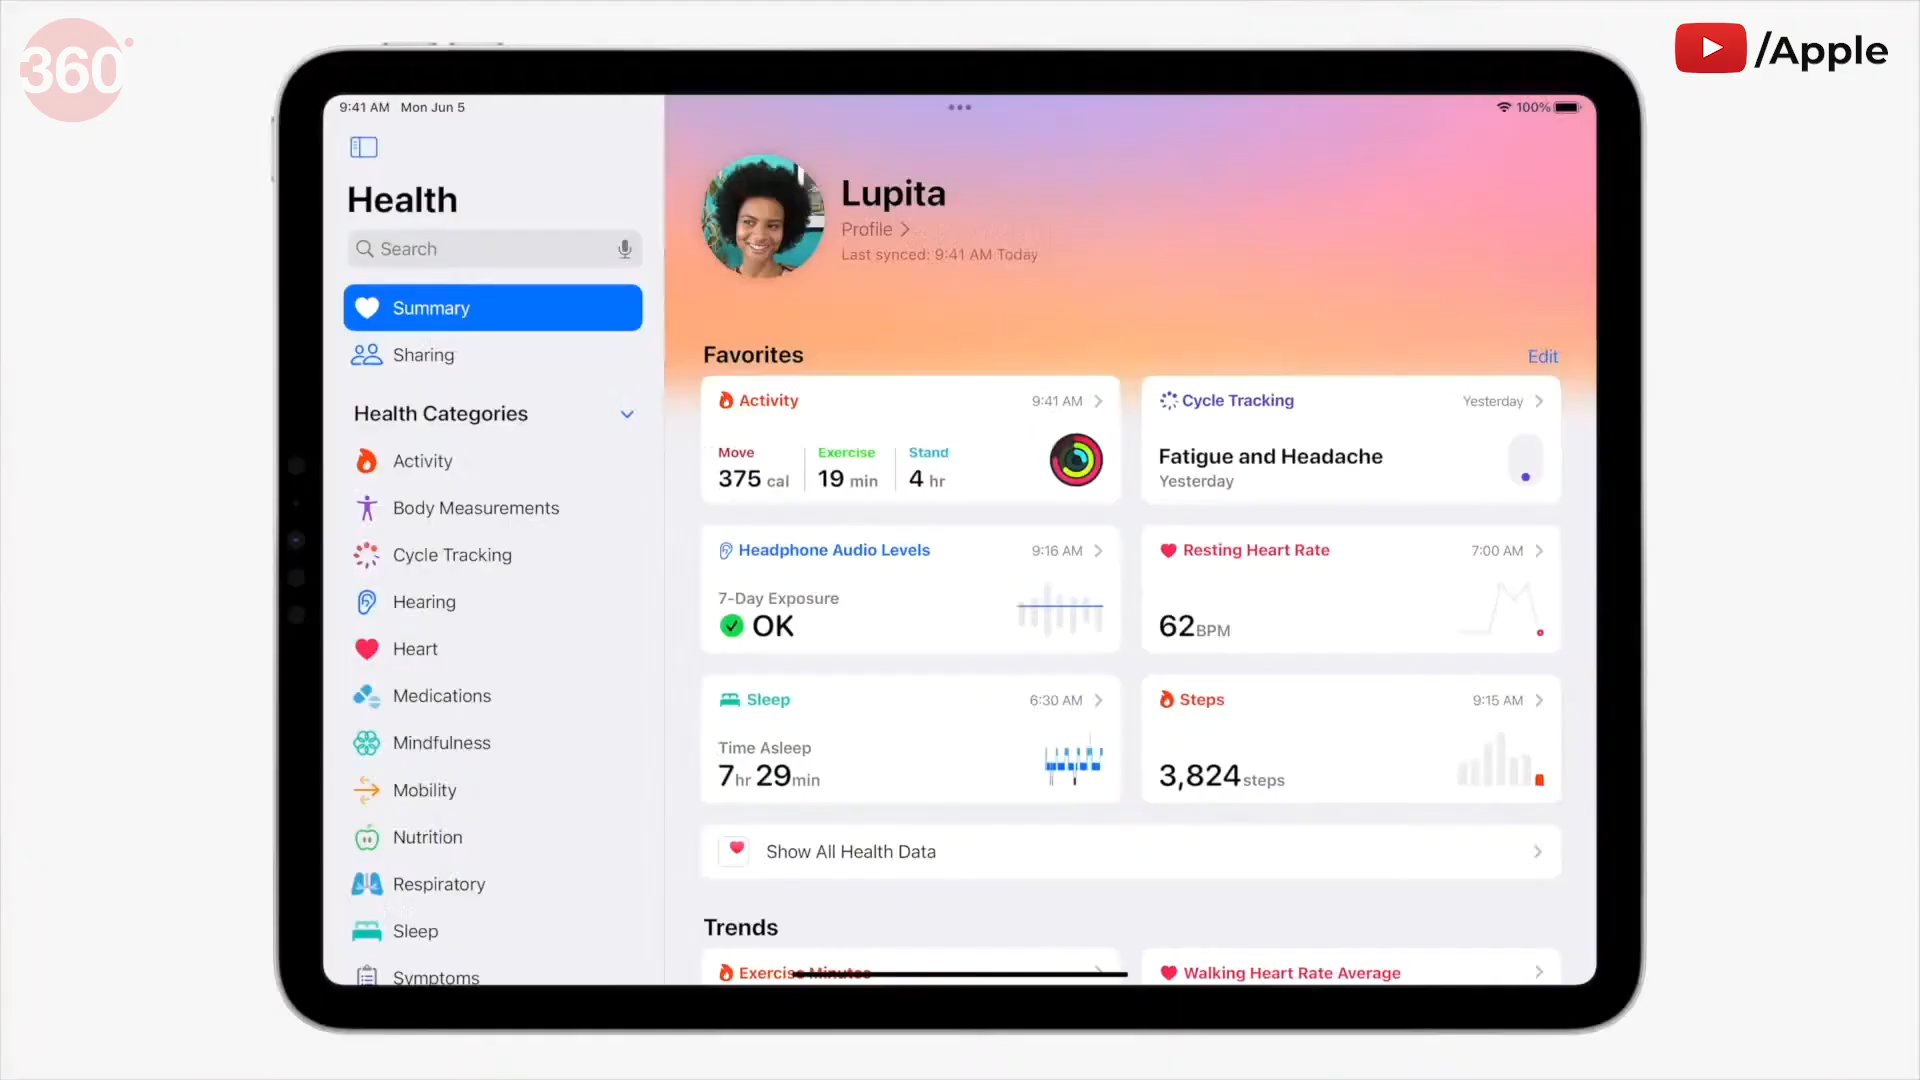 360°
/Apple
9:41 AM Mon Jun 5
100%
Health
Search
Summary
Sharing
Health Categories
Activity
Body Measurements
Cycle Tracking
Hearing
Heart
Medications
Mindfulness
Mobility
Nutrition
Respiratory
Sleep
Symptoms
Lupita
Profile
Last synced: 9:41 AM Today
Favorites
Edit
Activity 9:41 AM
Move Exercise Stand
375 cal 19 min 4 hr
Cycle Tracking Yesterday
Fatigue and Headache
Yesterday
Headphone Audio Levels 9:16 AM
7-Day Exposure
OK
Resting Heart Rate 7:00 AM
62 BPM
Sleep 6:30 AM
Time Asleep
7hr 29min
Steps 9:15 AM
3,824 steps
Show All Health Data
Trends
Exercise Minutes
Walking Heart Rate Average